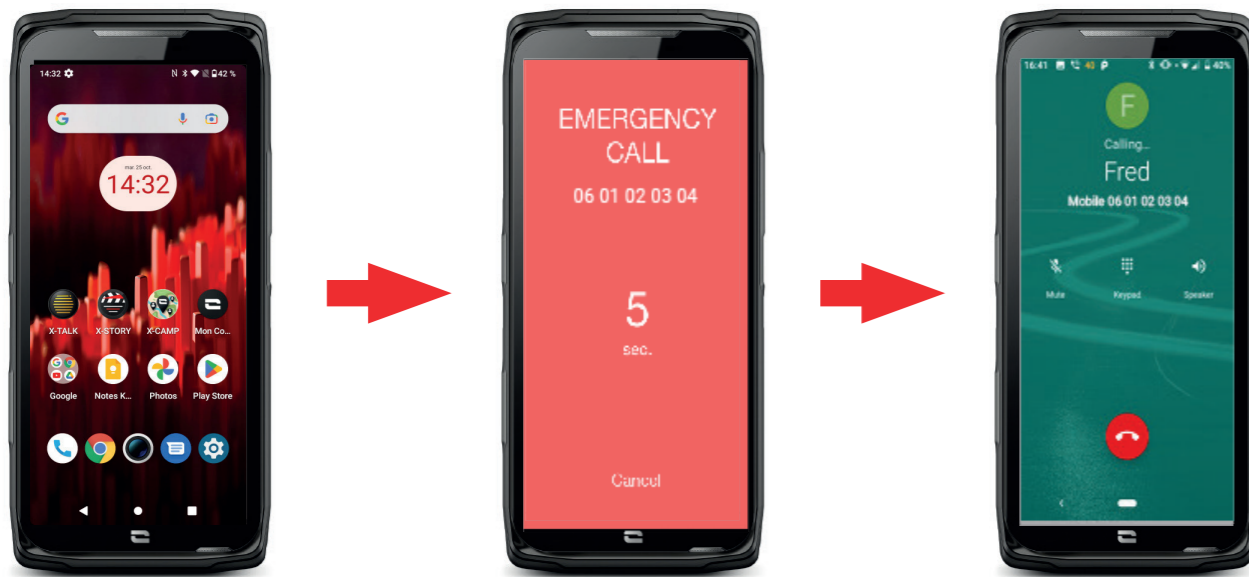 14:32
N 42 %
G
mar. 25 oct.
14:32
X-TALK X-STORY X-CAMP Mon Co...
Google Notes K... Photos Play Store
EMERGENCY
CALL
06 01 02 03 04
5
sec.
Cancel
16:41 40 40%
F
Calling...
Fred
Mobile 06 01 02 03 04
Mute Keypad Speaker